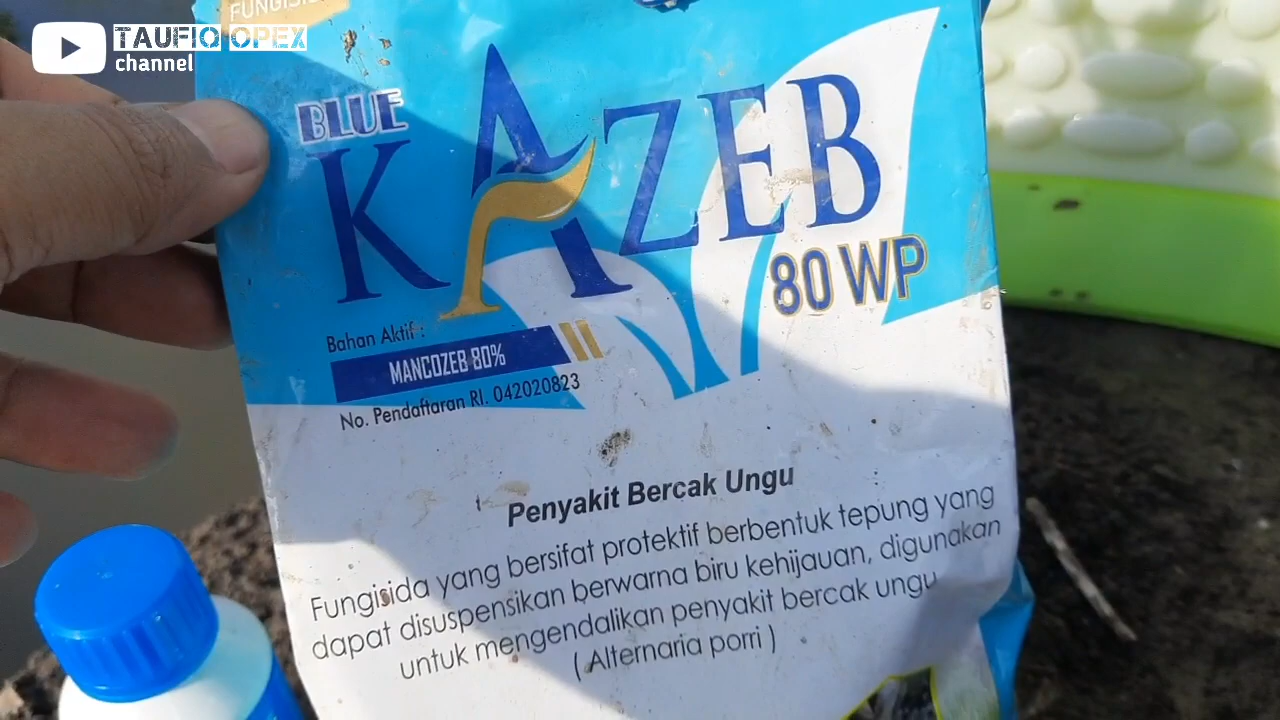 FUNGISIDA
TAUFIQ OPEX
channel
BLUE
KAZEB
80 WP
Bahan Aktif :
MANCOZEB 80%
No. Pendaftaran RI. 042020823
Penyakit Bercak Ungu
Fungisida yang bersifat protektif berbentuk tepung yang
dapat disuspensikan berwarna biru kehijauan, digunakan
untuk mengendalikan penyakit bercak ungu
( Alternaria porri )